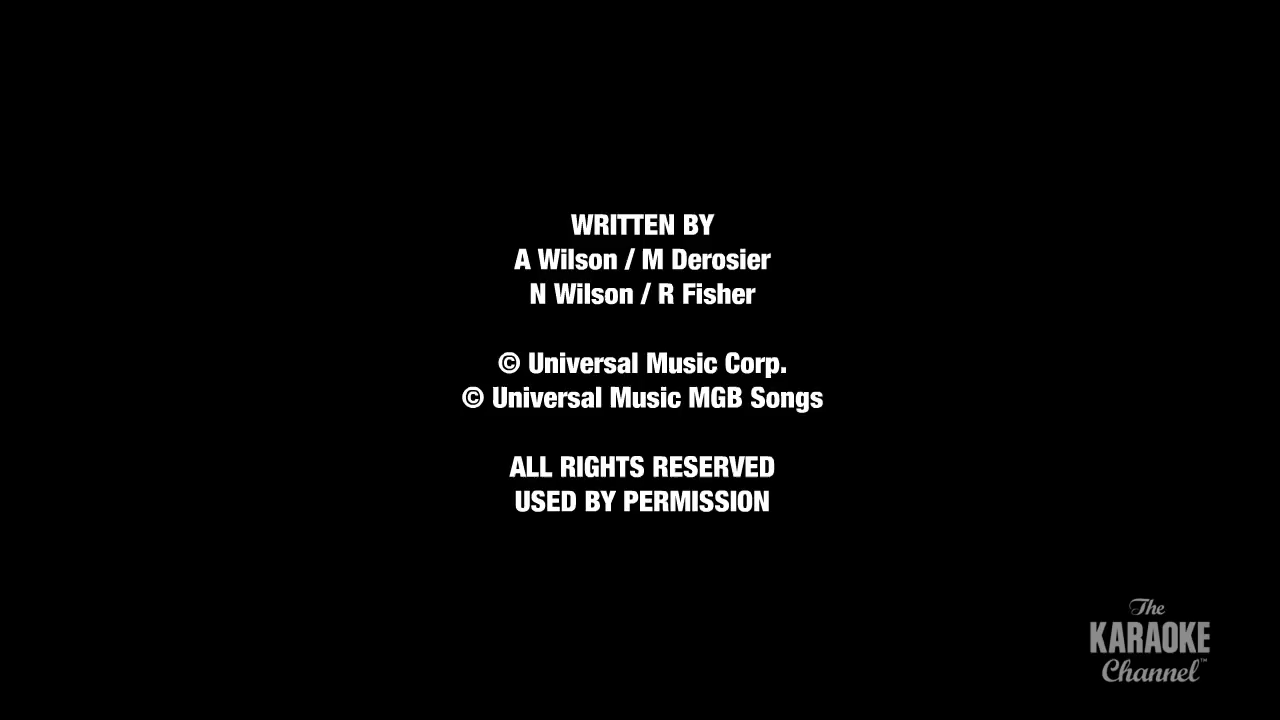 WRITTEN BY
A Wilson / M Derosier
N Wilson / R Fisher
© Universal Music Corp.
© Universal Music MGB Songs
ALL RIGHTS RESERVED
USED BY PERMISSION
The
KARAOKE
Channel™